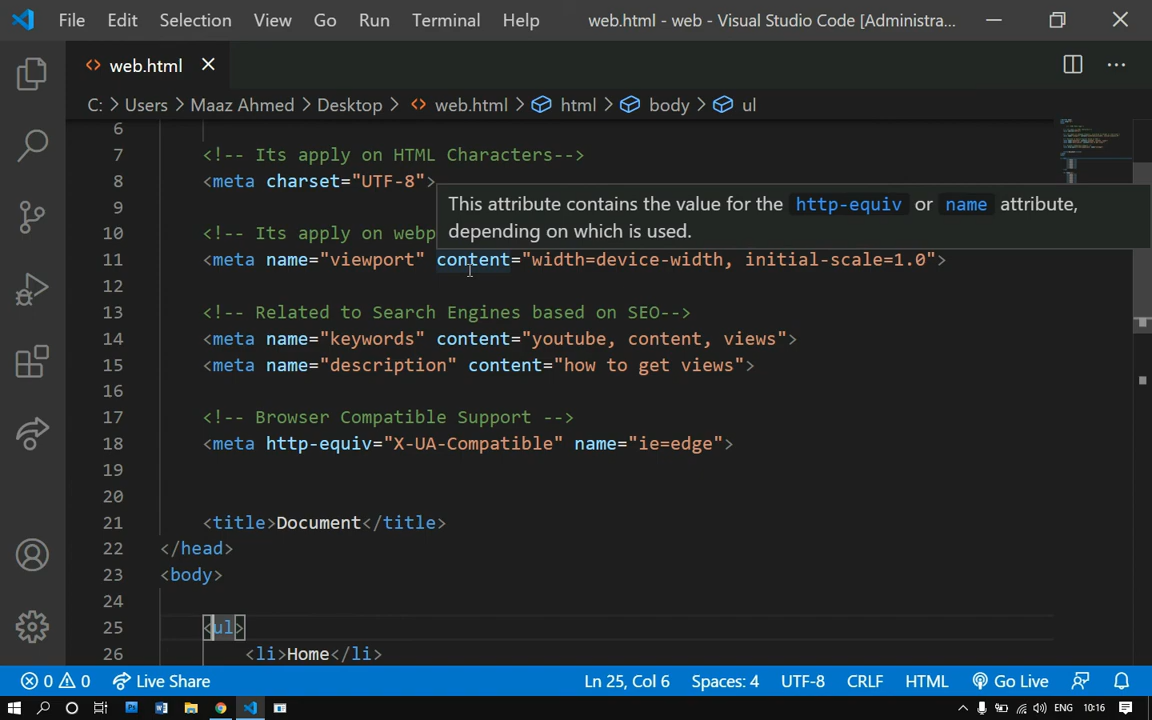 File Edit Selection View Go Run Terminal Help web.html - web - Visual Studio Code [Administra...
web.html
C: > Users > Maaz Ahmed > Desktop > web.html > html > body > ul
6
7 <!-- Its apply on HTML Characters-->
8 <meta charset="UTF-8">
This attribute contains the value for the http-equiv or name attribute,
depending on which is used.
9
10 <!-- Its apply on webp
11 <meta name="viewport" content="width=device-width, initial-scale=1.0">
12
13 <!-- Related to Search Engines based on SEO-->
14 <meta name="keywords" content="youtube, content, views">
15 <meta name="description" content="how to get views">
16
17 <!-- Browser Compatible Support -->
18 <meta http-equiv="X-UA-Compatible" name="ie=edge">
19
20
21 <title>Document</title>
22 </head>
23 <body>
24
25 <ul>
26 <li>Home</li>
0 0 Live Share Ln 25, Col 6 Spaces: 4 UTF-8 CRLF HTML Go Live
ENG 10:16